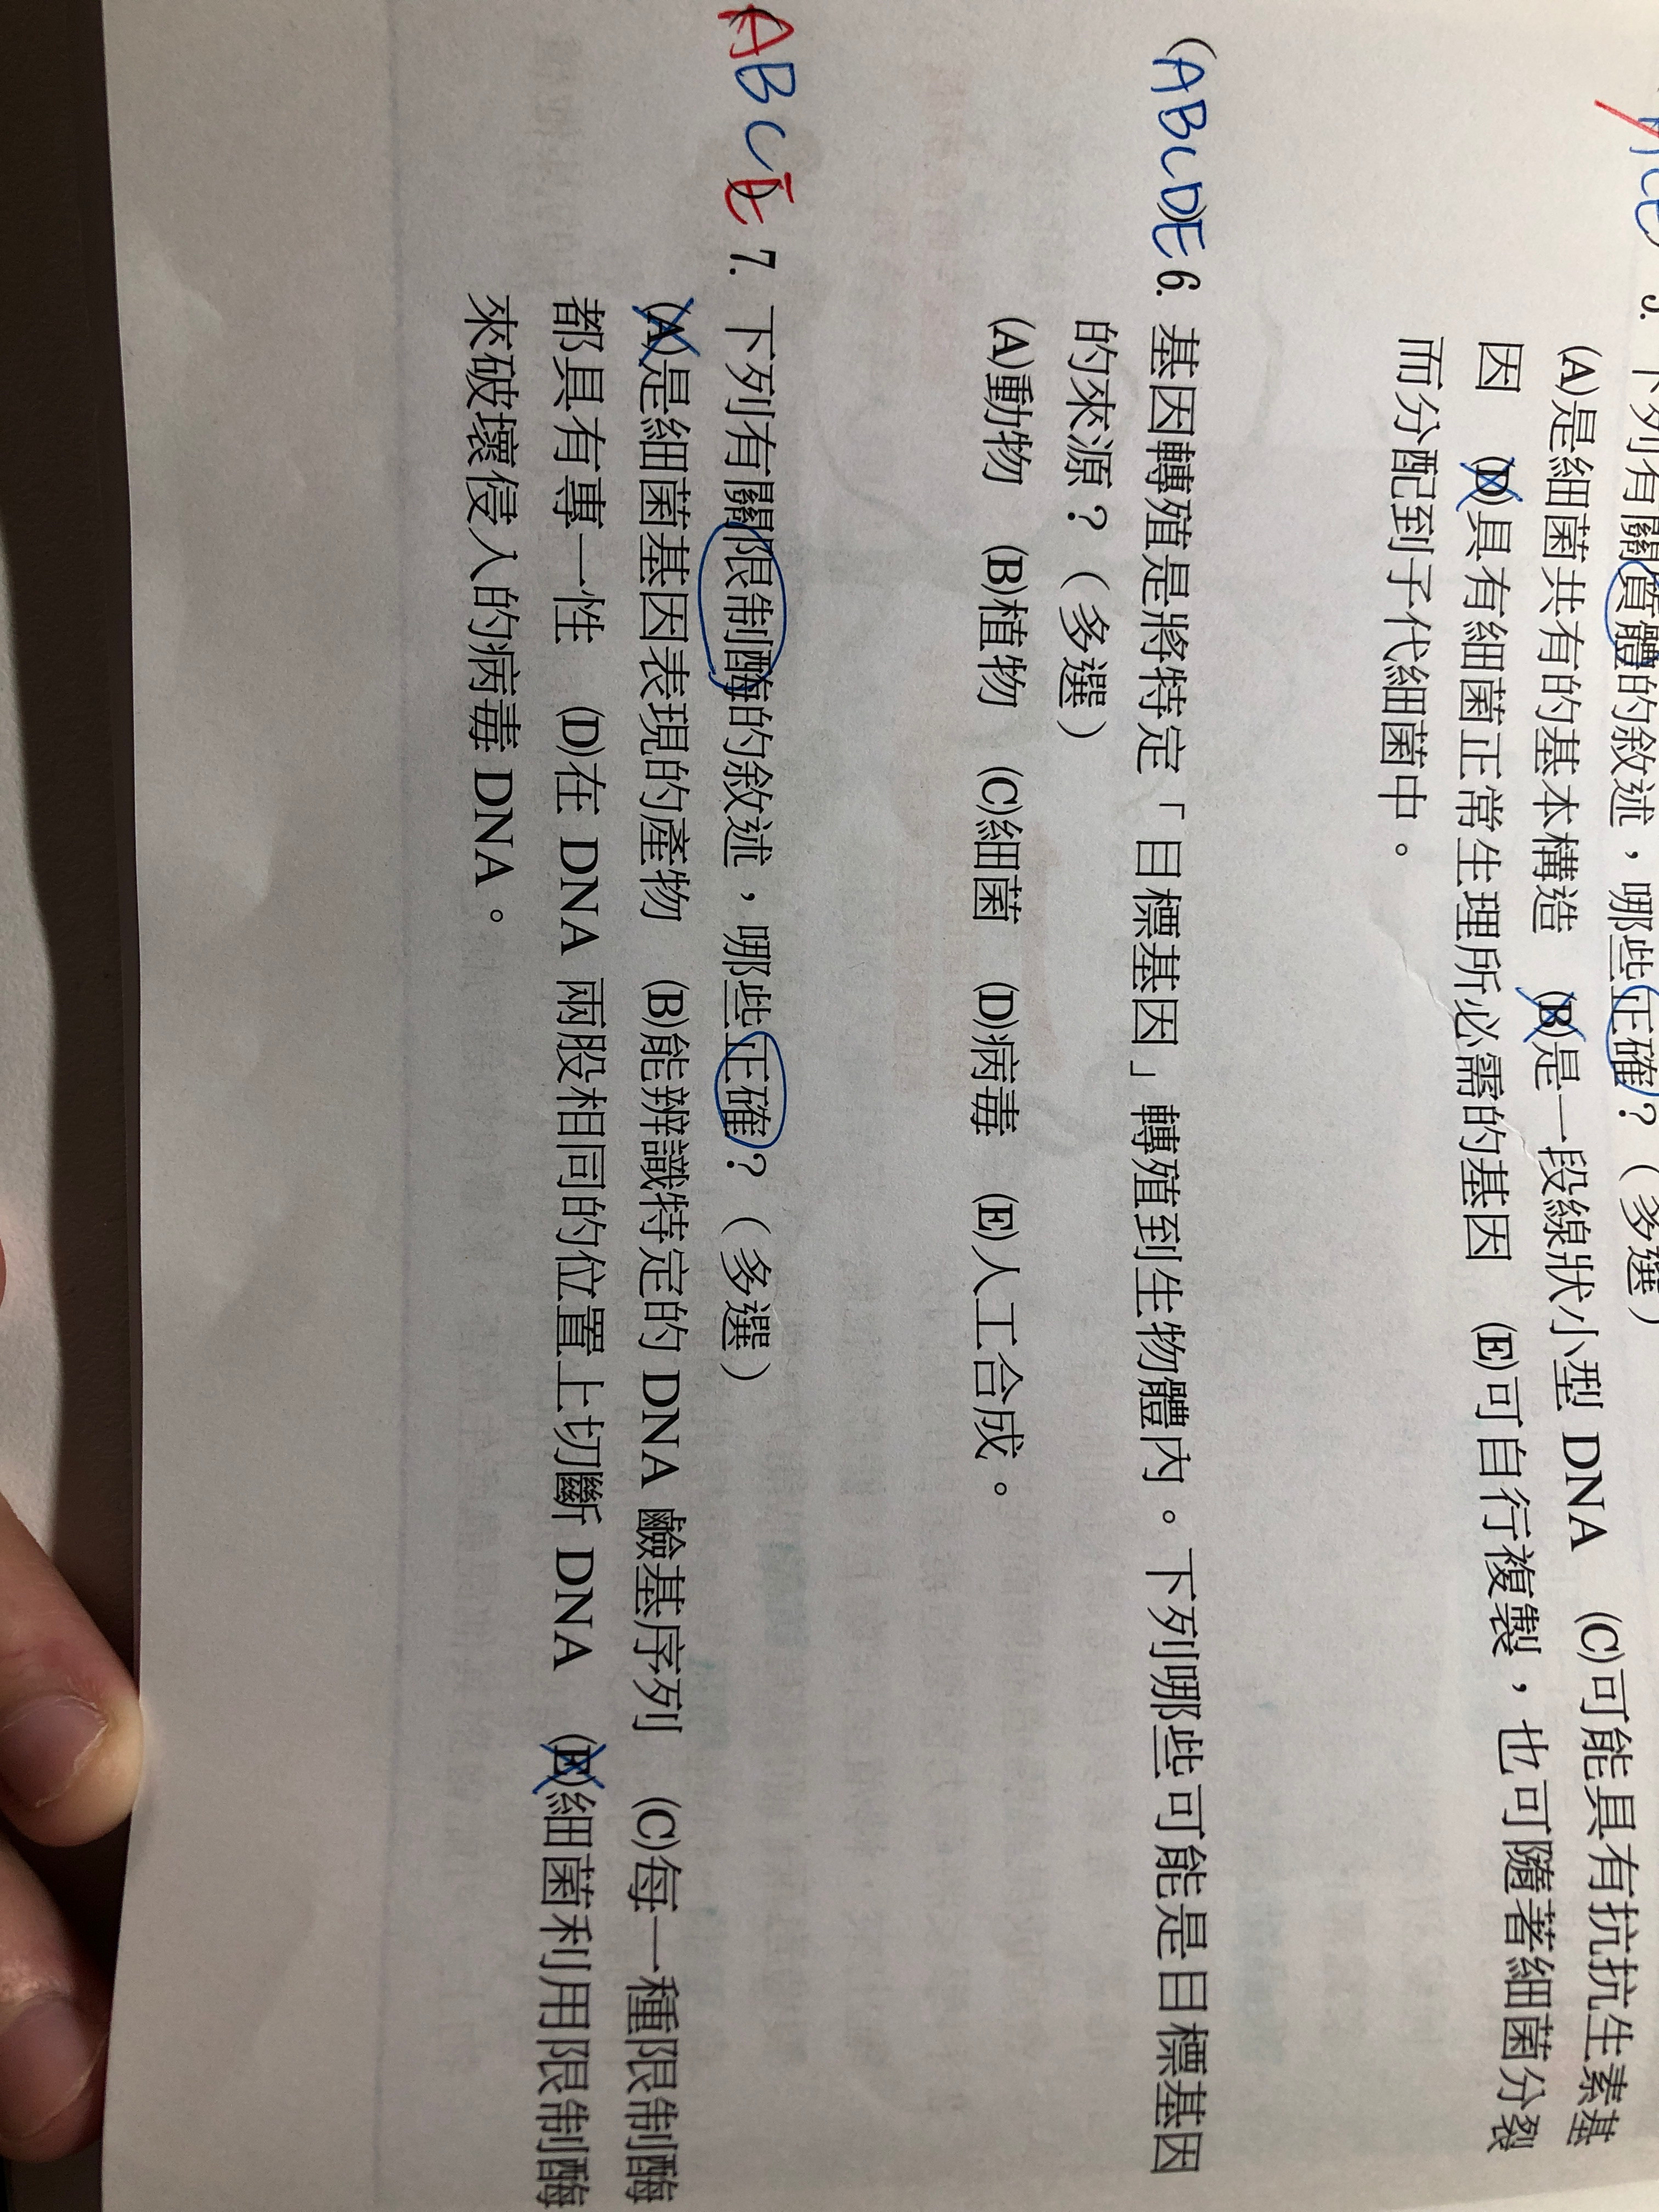 5. 下列有關質體的敘述，哪些正確？（多選）
(A)是細菌共有的基本構造 (B)是一段線狀小型 DNA (C)可能具有抗抗生素基
因 (D)具有細菌正常生理所必需的基因 (E)可自行複製，也可隨著細菌分裂
而分配到子代細菌中。
(ABCDE 6. 基因轉殖是將特定「目標基因」轉殖到生物體內。下列哪些可能是目標基因
的來源？（多選）
(A)動物 (B)植物 (C)細菌 (D)病毒 (E)人工合成。
ABCE 7. 下列有關限制酶的敘述，哪些正確？（多選）
(A)是細菌基因表現的產物 (B)能辨識特定的 DNA 鹼基序列 (C)每一種限制酶
都具有專一性 (D)在 DNA 兩股相同的位置上切斷 DNA (E)細菌利用限制酶
來破壞侵入的病毒 DNA。